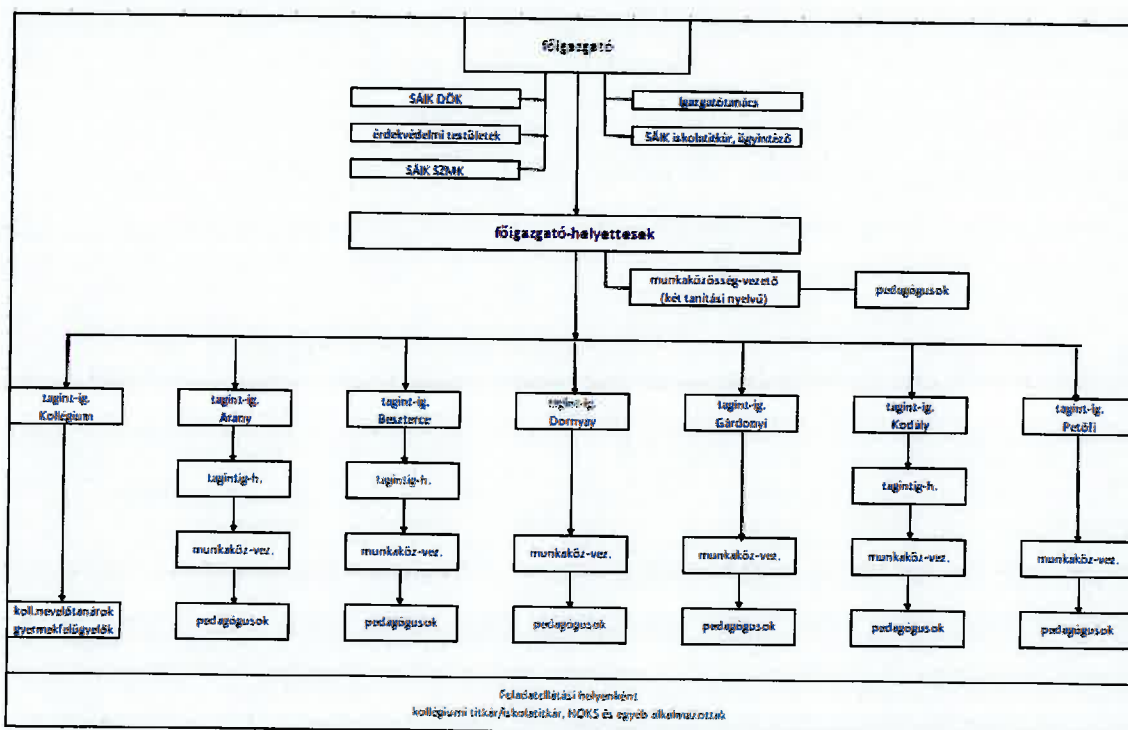 főigazgató
SÁIK DÖK
Igazgatótanács
érdekvédelmi testületek
SÁIK iskolatitkár, ügyintéző
SÁIK SZMK
főigazgató-helyettesek
munkaközösség-vezető
(két tanítási nyelvű)
pedagógusok
tagint-ig.
Kollégium
tagint-ig.
Arany
tagint-ig.
Beszterce
tagint-ig.
Dornyay
tagint-ig.
Gárdonyi
tagint-ig.
Kodály
tagint-ig.
Petőfi
tagintig-h.
tagintig-h.
tagintig-h.
munkaköz-vez.
munkaköz-vez.
munkaköz-vez.
munkaköz-vez.
munkaköz-vez.
munkaköz-vez.
koll.nevelőtanárok
gyermekfelügyelők
pedagógusok
pedagógusok
pedagógusok
pedagógusok
pedagógusok
pedagógusok
Feladatellátási helyenként
kollégiumi titkár/iskolatitkár, NOKS és egyéb alkalmazottak